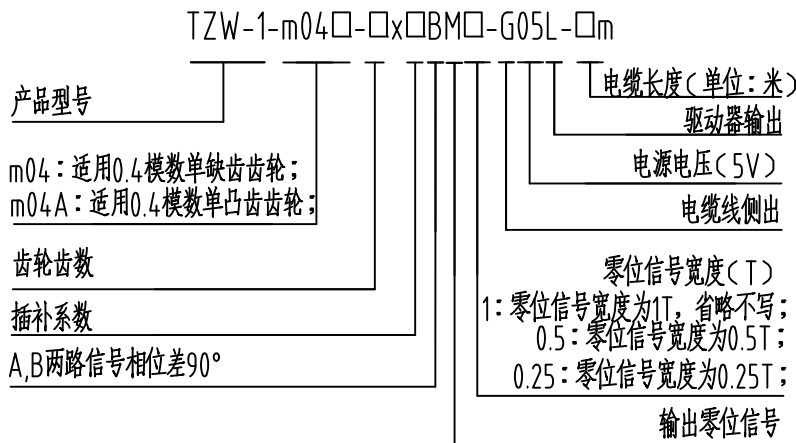 TZW-1-m04□-□x□BM□-G05L-□m
产品型号
m04：适用0.4模数单缺齿齿轮；
m04A：适用0.4模数单凸齿齿轮；
齿轮齿数
插补系数
A,B两路信号相位差90°
电缆长度（单位：米）
驱动器输出
电源电压（5V）
电缆线侧出
零位信号宽度（T）
1：零位信号宽度为1T，省略不写；
0.5：零位信号宽度为0.5T；
0.25：零位信号宽度为0.25T；
输出零位信号